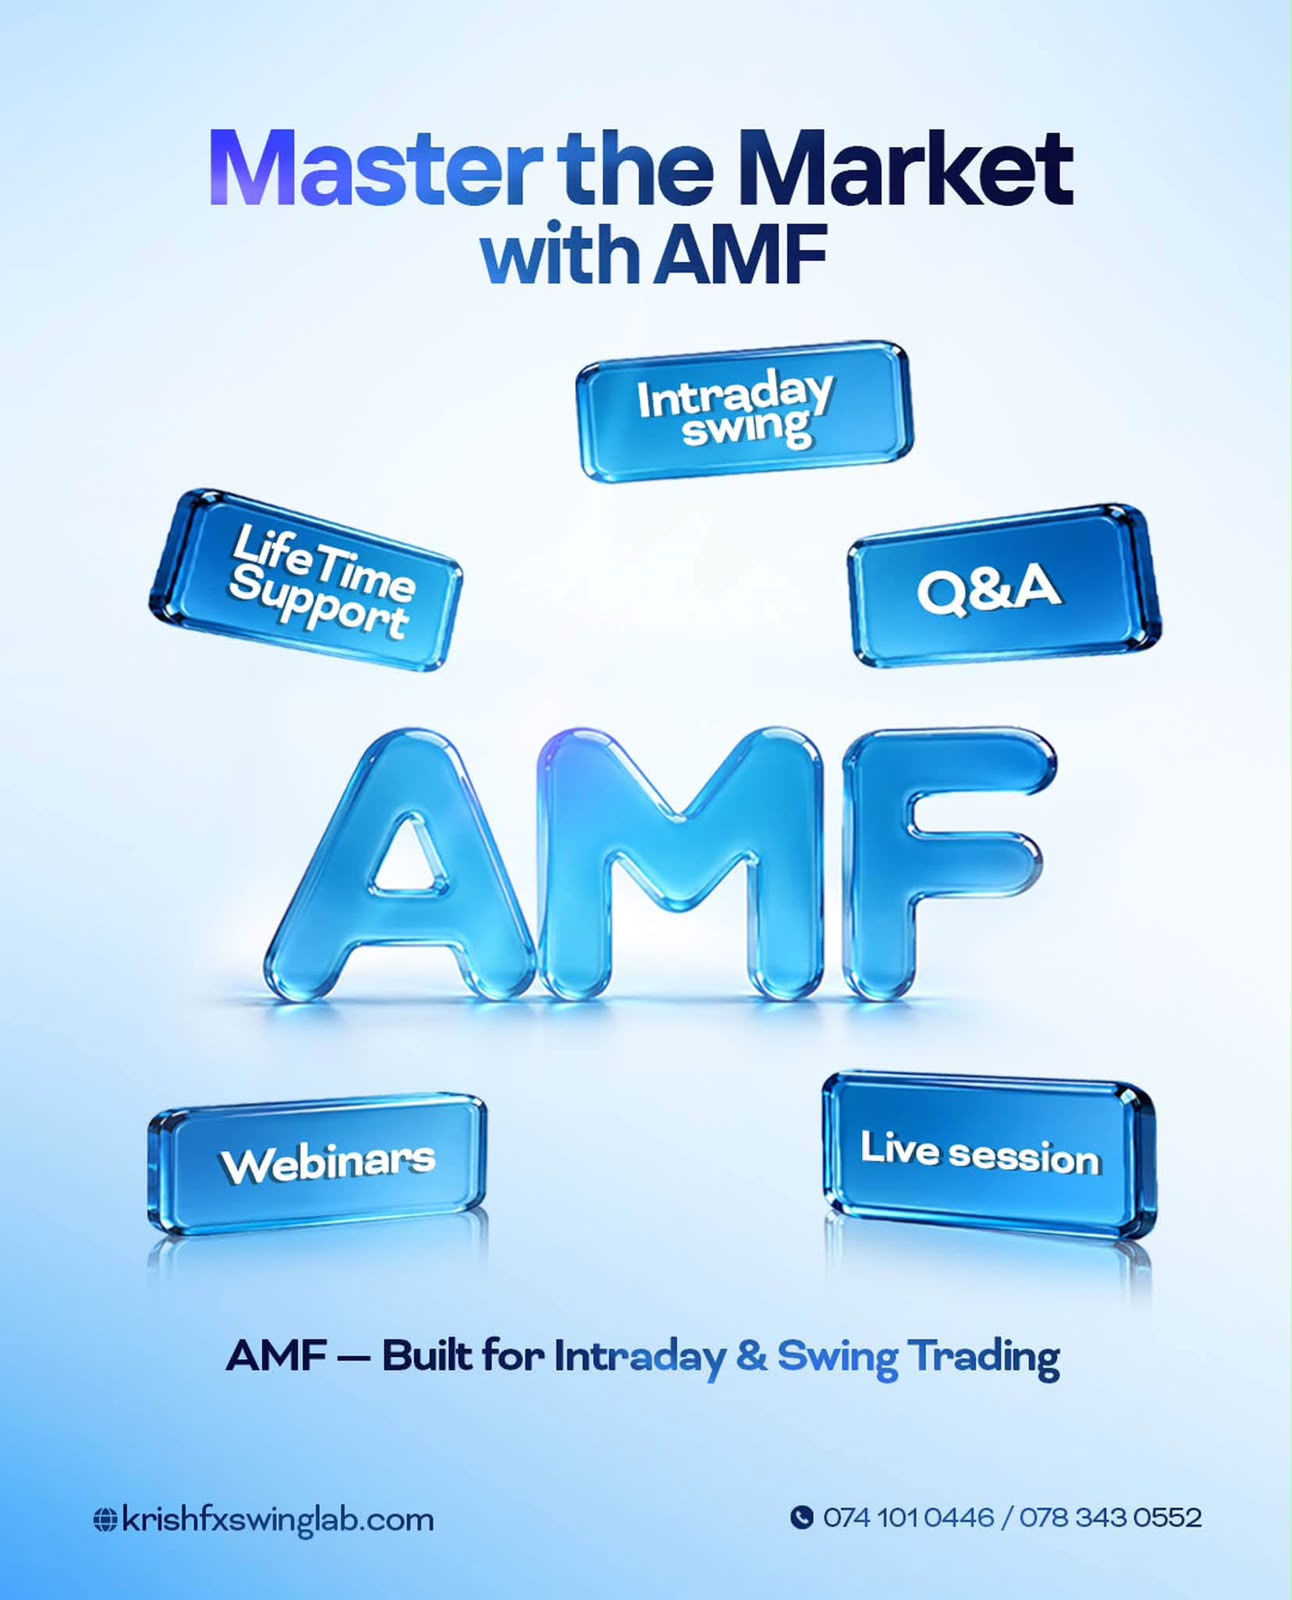 Master the Market
with AMF
Intraday
swing
LifeTime
Support
Q&A
AMF
Webinars
Live session
AMF — Built for Intraday & Swing Trading
krishfxswinglab.com
074 101 0446 / 078 343 0552